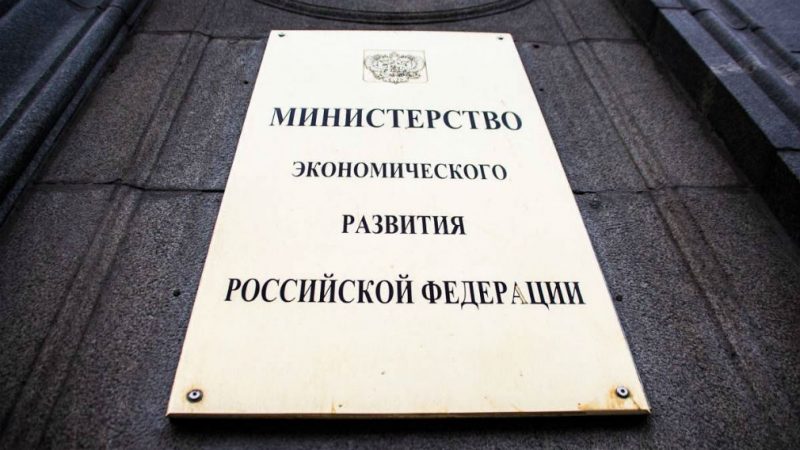 МИНИСТЕРСТВО
ЭКОНОМИЧЕСКОГО
РАЗВИТИЯ
РОССИЙСКОЙ ФЕДЕРАЦИИ